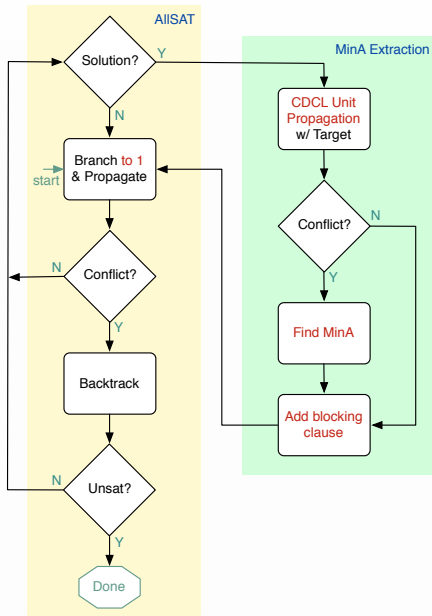 AllSAT
Solution?
Y
N
start
Branch to 1
& Propagate
Conflict?
N
Y
Backtrack
Unsat?
N
Y
Done
MinA Extraction
CDCL Unit
Propagation
w/ Target
Conflict?
N
Y
Find MinA
Add blocking
clause